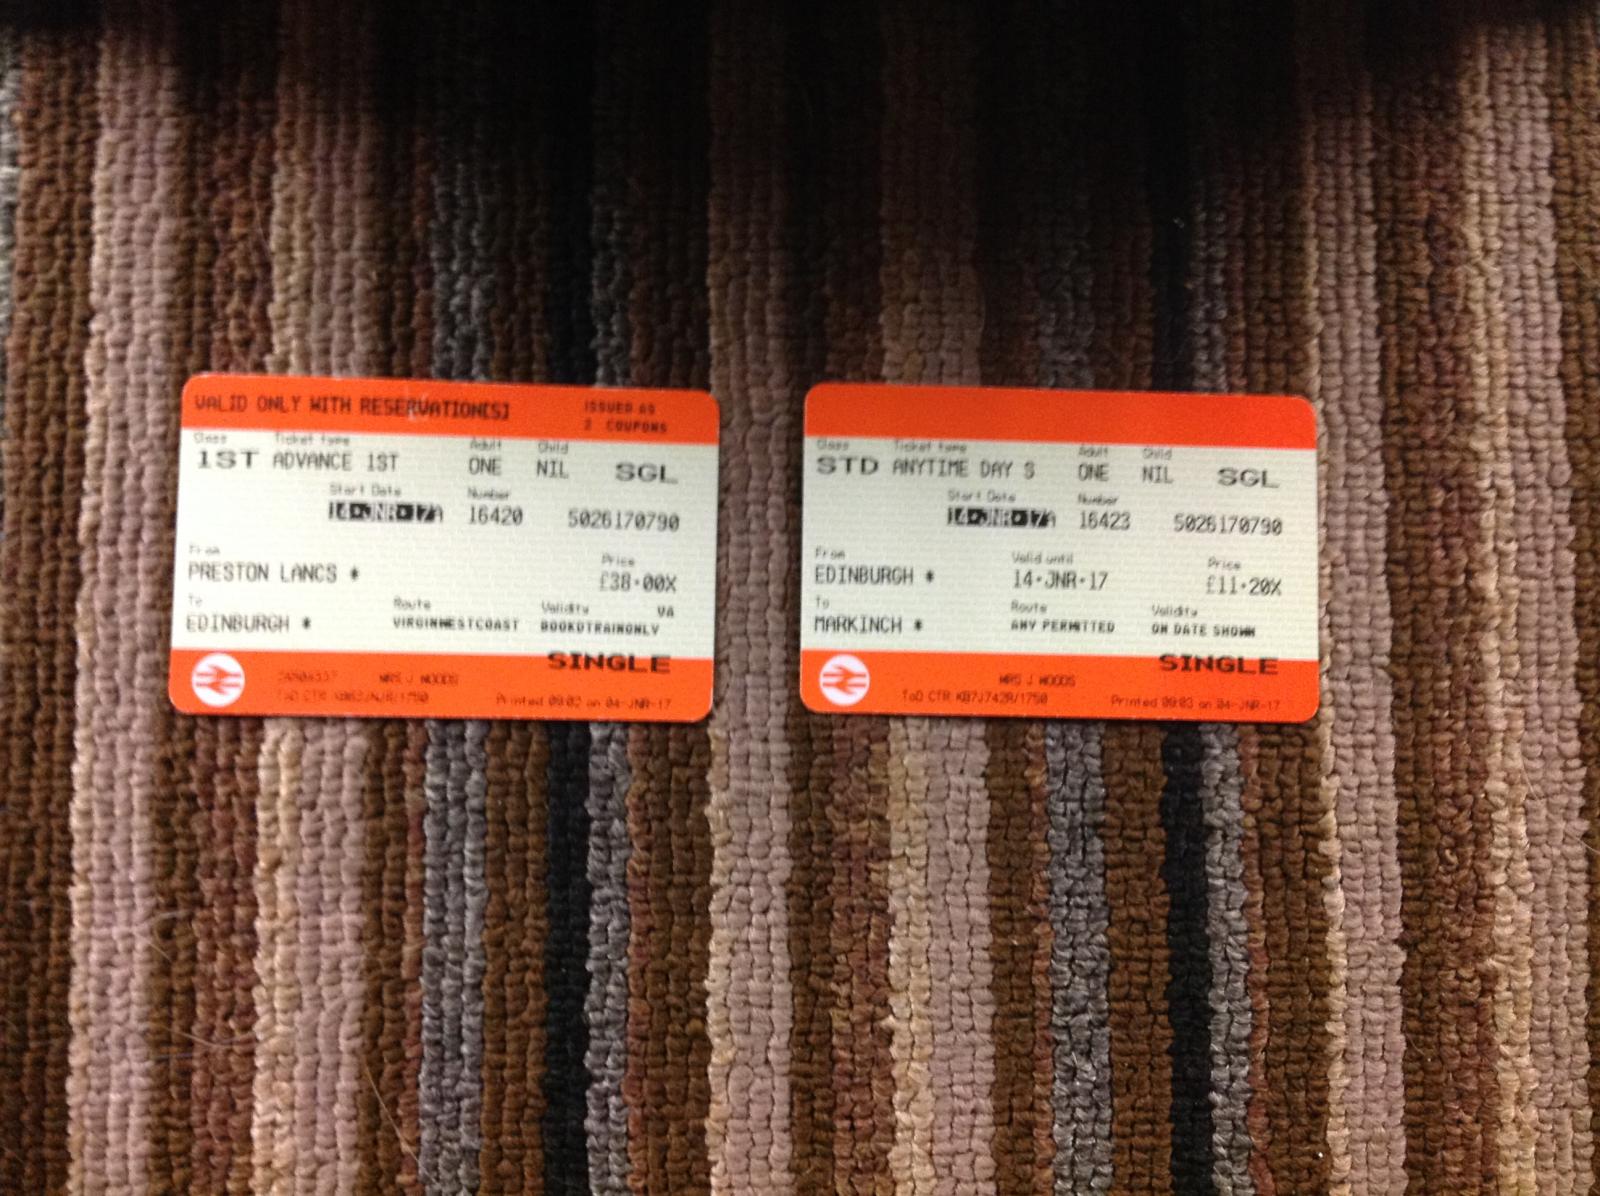 VALID ONLY WITH RESERVATION[S] ISSUED AS
2 COUPONS
Class Ticket type Adult Child
1ST ADVANCE 1ST ONE NIL SGL
Start Date Number
14·JNR·17A 16420 5026170790
From Price
PRESTON LANCS * £38·00X
To Route Validity VA
EDINBURGH * VIRGINWESTCOAST BOOKDTRAINONLY
SINGLE
MRS J WOODS
Printed 09:02 on 04-JNR-17
Class Ticket type Adult Child
STD ANYTIME DAY S ONE NIL SGL
Start Date Number
14·JNR·17A 16423 5026170790
From Valid until Price
EDINBURGH * 14·JNR·17 £11·20X
To Route Validity
MARKINCH * ANY PERMITTED ON DATE SHOWN
SINGLE
MRS J WOODS
ToD CTR KB7J742R/1750 Printed 09:03 on 04-JNR-17